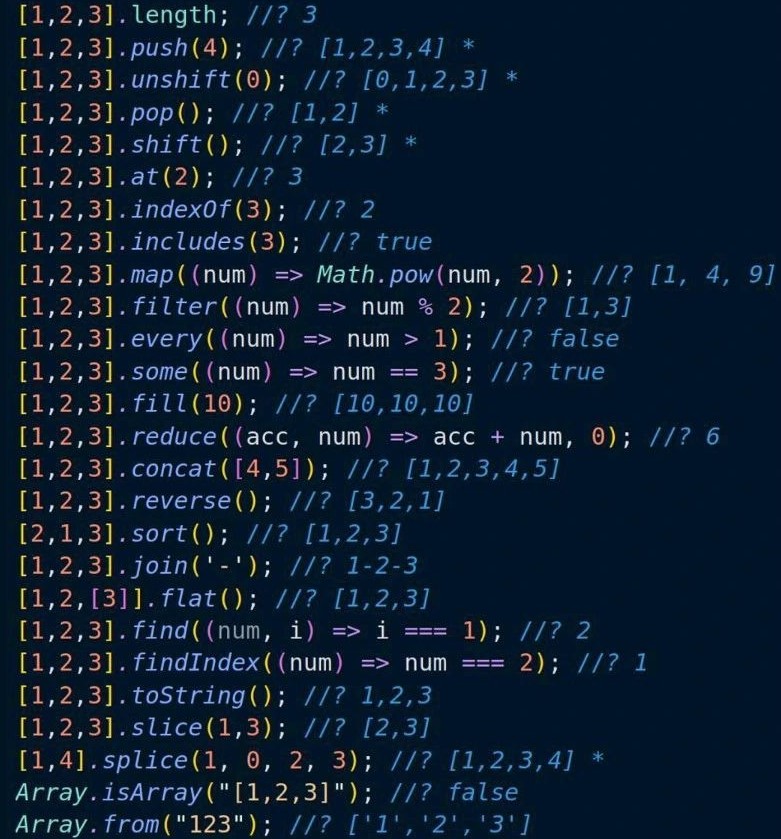 [1,2,3].length; //? 3
[1,2,3].push(4); //? [1,2,3,4] *
[1,2,3].unshift(0); //? [0,1,2,3] *
[1,2,3].pop(); //? [1,2] *
[1,2,3].shift(); //? [2,3] *
[1,2,3].at(2); //? 3
[1,2,3].indexOf(3); //? 2
[1,2,3].includes(3); //? true
[1,2,3].map((num) => Math.pow(num, 2)); //? [1, 4, 9]
[1,2,3].filter((num) => num % 2); //? [1,3]
[1,2,3].every((num) => num > 1); //? false
[1,2,3].some((num) => num == 3); //? true
[1,2,3].fill(10); //? [10,10,10]
[1,2,3].reduce((acc, num) => acc + num, 0); //? 6
[1,2,3].concat([4,5]); //? [1,2,3,4,5]
[1,2,3].reverse(); //? [3,2,1]
[2,1,3].sort(); //? [1,2,3]
[1,2,3].join('-'); //? 1-2-3
[1,2,[3]].flat(); //? [1,2,3]
[1,2,3].find((num, i) => i === 1); //? 2
[1,2,3].findIndex((num) => num === 2); //? 1
[1,2,3].toString(); //? 1,2,3
[1,2,3].slice(1,3); //? [2,3]
[1,4].splice(1, 0, 2, 3); //? [1,2,3,4] *
Array.isArray("[1,2,3]"); //? false
Array.from("123"); //? ['1','2','3']